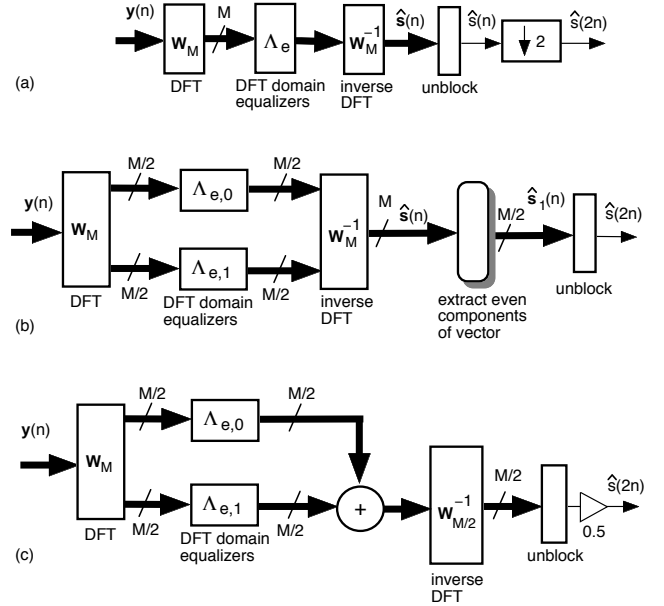 y(n) M ŝ(n) ŝ(n) ŝ(2n)
W_M Λ_e W_M^{-1} ↓ 2
(a) DFT DFT domain equalizers inverse DFT unblock
M/2 M/2
y(n) Λ_{e,0} M ŝ_1(n) ŝ(2n)
W_M W_M^{-1} ŝ(n) M/2
Λ_{e,1}
DFT M/2 DFT domain equalizers M/2 inverse DFT extract even components of vector unblock
(b)
M/2 M/2
y(n) Λ_{e,0}
W_M M/2 ŝ(2n)
Λ_{e,1} + W_{M/2}^{-1} 0.5
DFT M/2 DFT domain equalizers M/2 unblock
(c) inverse DFT